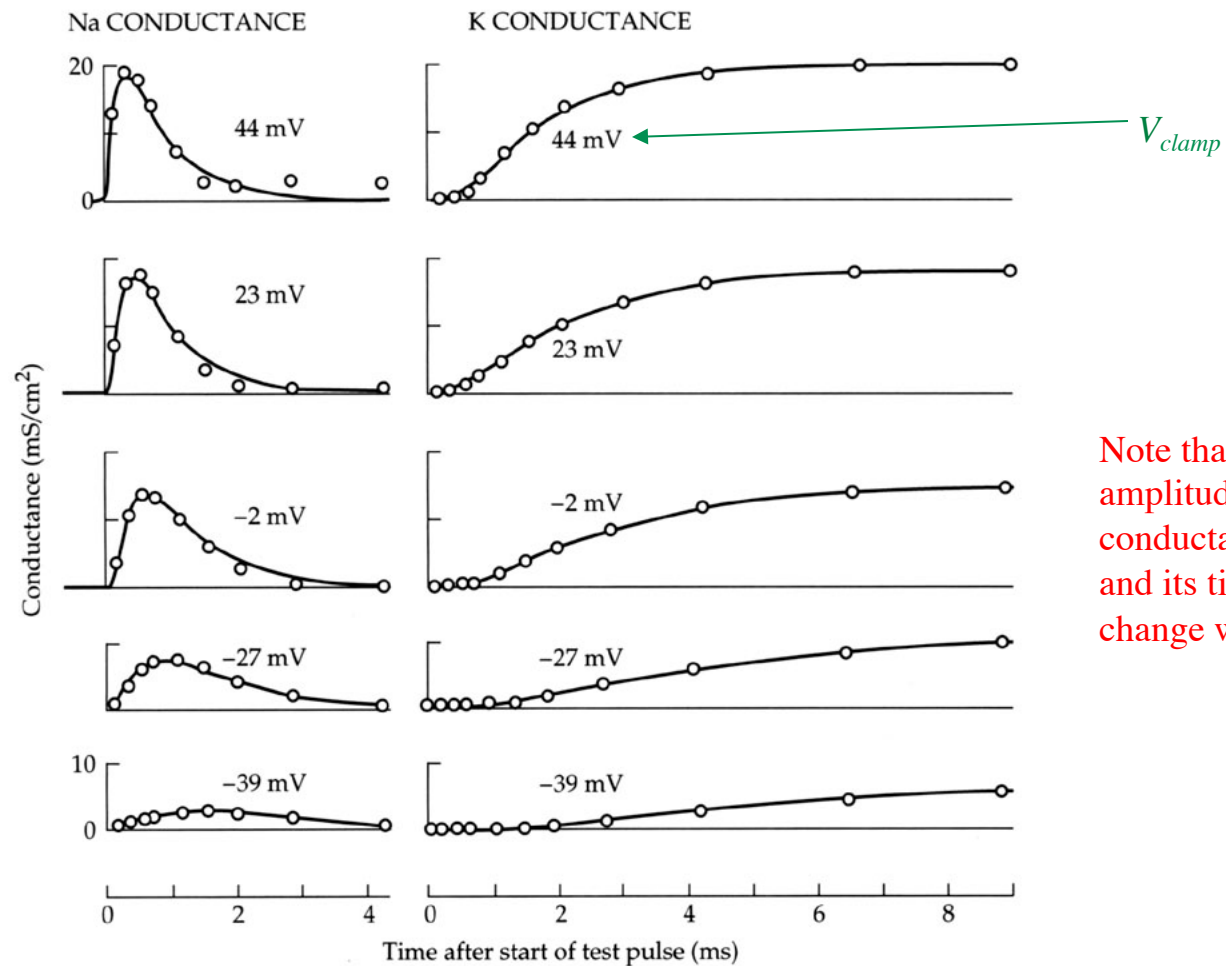 Na CONDUCTANCE
K CONDUCTANCE
20
0
44 mV
44 mV
V_clamp
23 mV
23 mV
Conductance (mS/cm²)
-2 mV
-2 mV
Note tha
amplitud
conducta
and its ti
change w
-27 mV
-27 mV
10
0
-39 mV
-39 mV
0 2 4
0 2 4 6 8
Time after start of test pulse (ms)